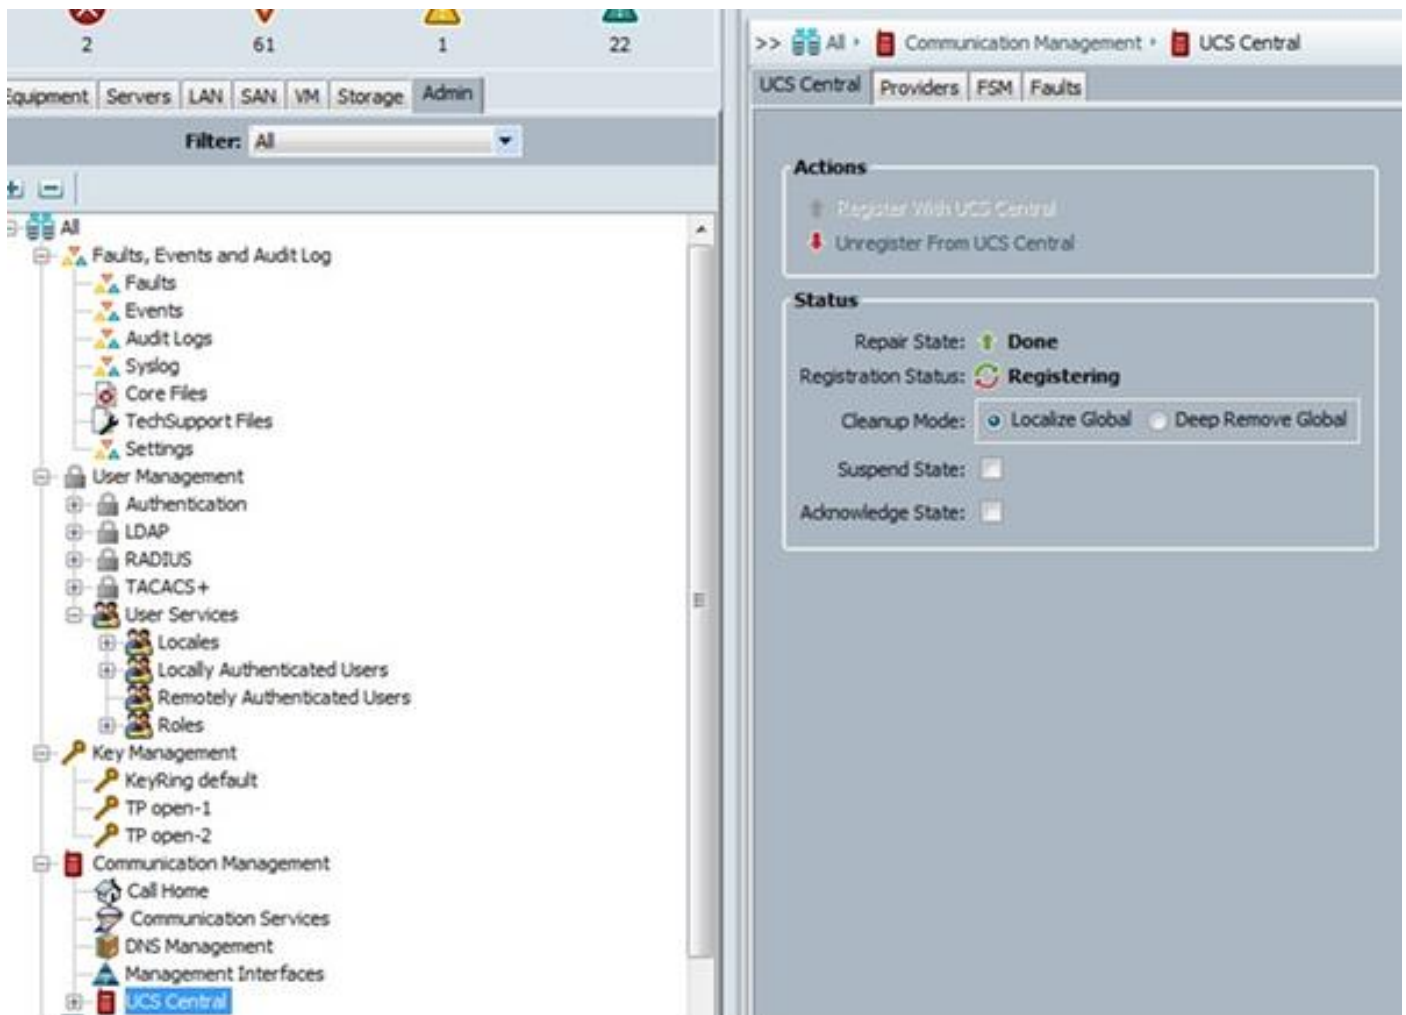 2 61 1 22
Equipment Servers LAN SAN VM Storage Admin
Filter: All
All
Faults, Events and Audit Log
Faults
Events
Audit Logs
Syslog
Core Files
TechSupport Files
Settings
User Management
Authentication
LDAP
RADIUS
TACACS+
User Services
Locales
Locally Authenticated Users
Remotely Authenticated Users
Roles
Key Management
KeyRing default
TP open-1
TP open-2
Communication Management
Call Home
Communication Services
DNS Management
Management Interfaces
UCS Central
>> All Communication Management UCS Central
UCS Central Providers FSM Faults
Actions
Register With UCS Central
Unregister From UCS Central
Status
Repair State: Done
Registration Status: Registering
Cleanup Mode: Localize Global Deep Remove Global
Suspend State:
Acknowledge State: